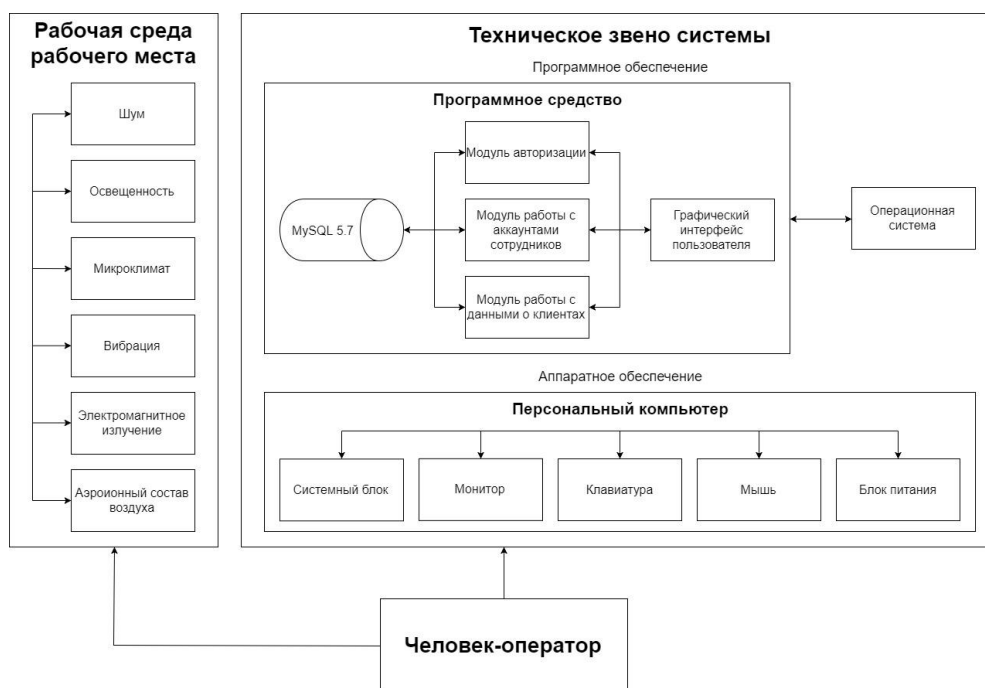 Рабочая среда
рабочего места
Шум
Освещенность
Микроклимат
Вибрация
Электромагнитное
излучение
Аэроионный состав
воздуха
Техническое звено системы
Программное обеспечение
Программное средство
MySQL 5.7
Модуль авторизации
Модуль работы с
аккаунтами
сотрудников
Модуль работы с
данными о клиентах
Графический
интерфейс
пользователя
Операционная
система
Аппаратное обеспечение
Персональный компьютер
Системный блок
Монитор
Клавиатура
Мышь
Блок питания
Человек-оператор